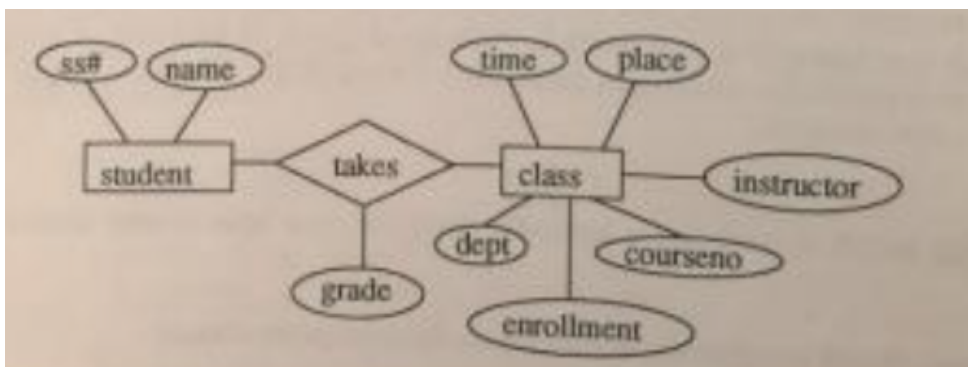 ss#
name
time
place
student
takes
class
instructor
dept
courseno
grade
enrollment